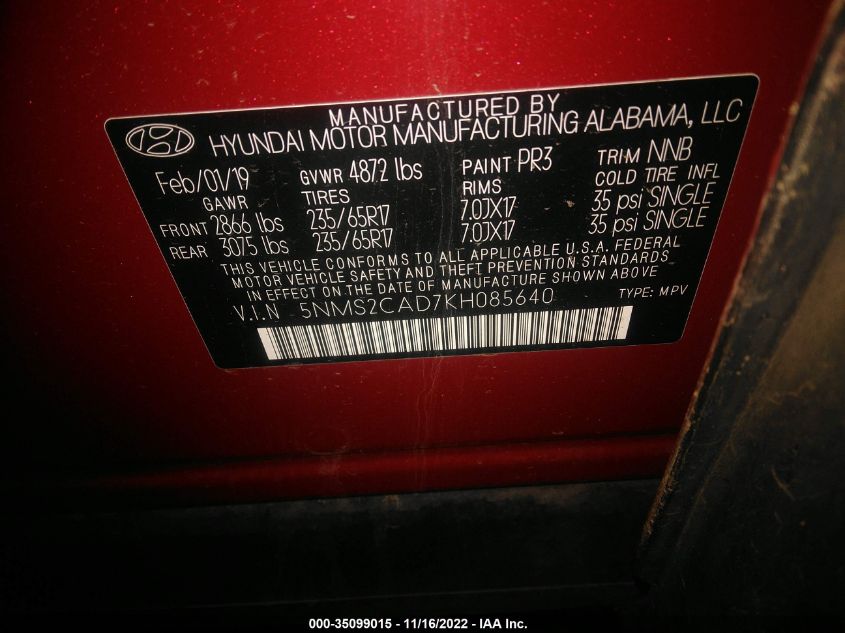 MANUFACTURED BY
HYUNDAI MOTOR MANUFACTURING ALABAMA, LLC
Feb/01/19 GVWR 4872 lbs PAINT PR3 TRIM NNB
GAWR TIRES RIMS COLD TIRE INFL
FRONT 2866 lbs 235/65R17 7.0JX17 35 psi SINGLE
REAR 3075 lbs 235/65R17 7.0JX17 35 psi SINGLE
THIS VEHICLE CONFORMS TO ALL APPLICABLE U.S.A. FEDERAL
MOTOR VEHICLE SAFETY AND THEFT PREVENTION STANDARDS
IN EFFECT ON THE DATE OF MANUFACTURE SHOWN ABOVE
V.I.N 5NMS2CAD7KH085640 TYPE: MPV
000-35099015 - 11/16/2022 - IAA Inc.